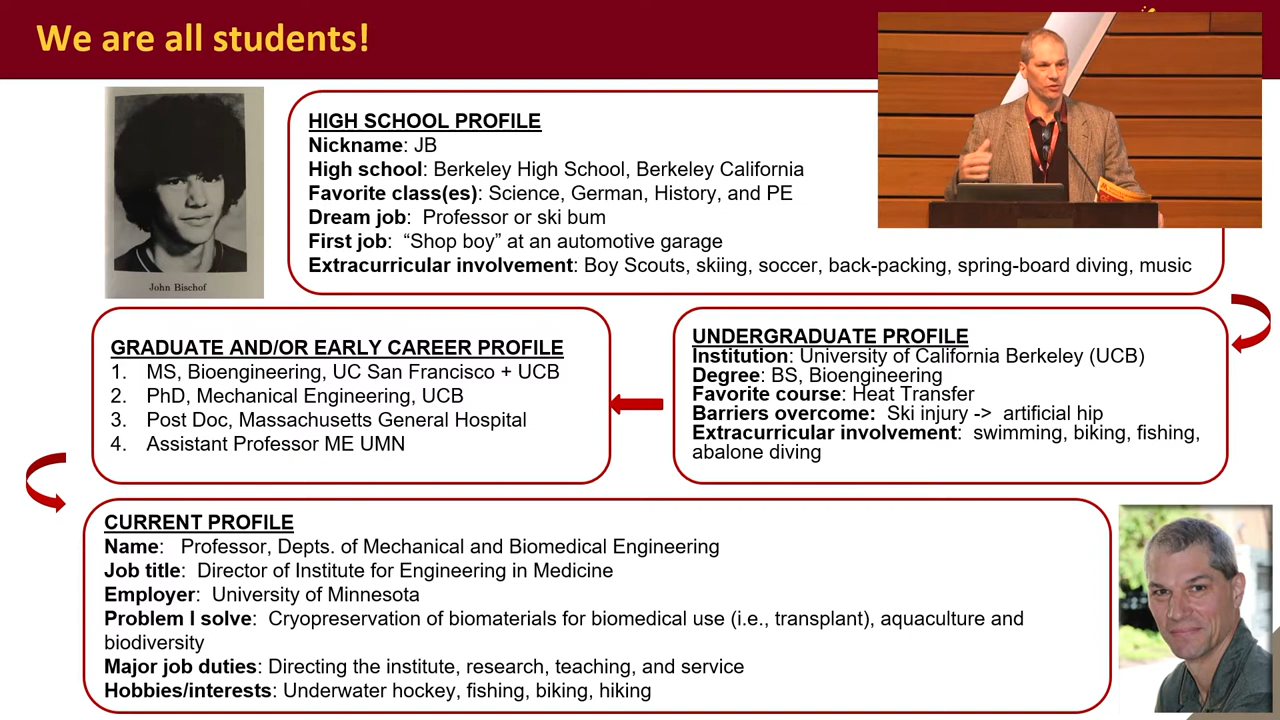 We are all students!
John Bischof
HIGH SCHOOL PROFILE
Nickname: JB
High school: Berkeley High School, Berkeley California
Favorite class(es): Science, German, History, and PE
Dream job: Professor or ski bum
First job: “Shop boy” at an automotive garage
Extracurricular involvement: Boy Scouts, skiing, soccer, back-packing, spring-board diving, music
UNDERGRADUATE PROFILE
Institution: University of California Berkeley (UCB)
Degree: BS, Bioengineering
Favorite course: Heat Transfer
Barriers overcome: Ski injury -> artificial hip
Extracurricular involvement: swimming, biking, fishing,
abalone diving
GRADUATE AND/OR EARLY CAREER PROFILE
1. MS, Bioengineering, UC San Francisco + UCB
2. PhD, Mechanical Engineering, UCB
3. Post Doc, Massachusetts General Hospital
4. Assistant Professor ME UMN
CURRENT PROFILE
Name: Professor, Depts. of Mechanical and Biomedical Engineering
Job title: Director of Institute for Engineering in Medicine
Employer: University of Minnesota
Problem I solve: Cryopreservation of biomaterials for biomedical use (i.e., transplant), aquaculture and
biodiversity
Major job duties: Directing the institute, research, teaching, and service
Hobbies/interests: Underwater hockey, fishing, biking, hiking